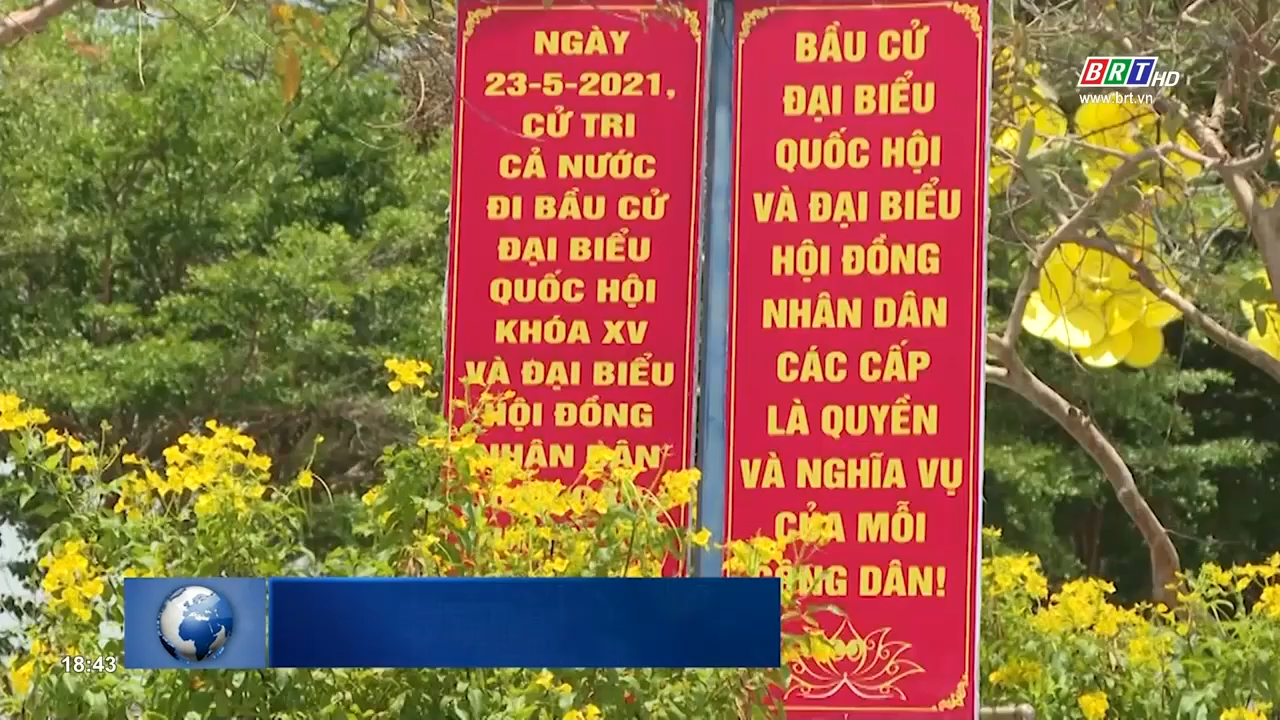 NGÀY
23-5-2021,
CỬ TRI
CẢ NƯỚC
ĐI BẦU CỬ
ĐẠI BIỂU
QUỐC HỘI
KHÓA XV
VÀ ĐẠI BIỂU
HỘI ĐỒNG
NHÂN DÂN
BẦU CỬ
ĐẠI BIỂU
QUỐC HỘI
VÀ ĐẠI BIỂU
HỘI ĐỒNG
NHÂN DÂN
CÁC CẤP
LÀ QUYỀN
VÀ NGHĨA VỤ
CỦA MỖI
CÔNG DÂN!
BRT HD
www.brt.vn
18:43